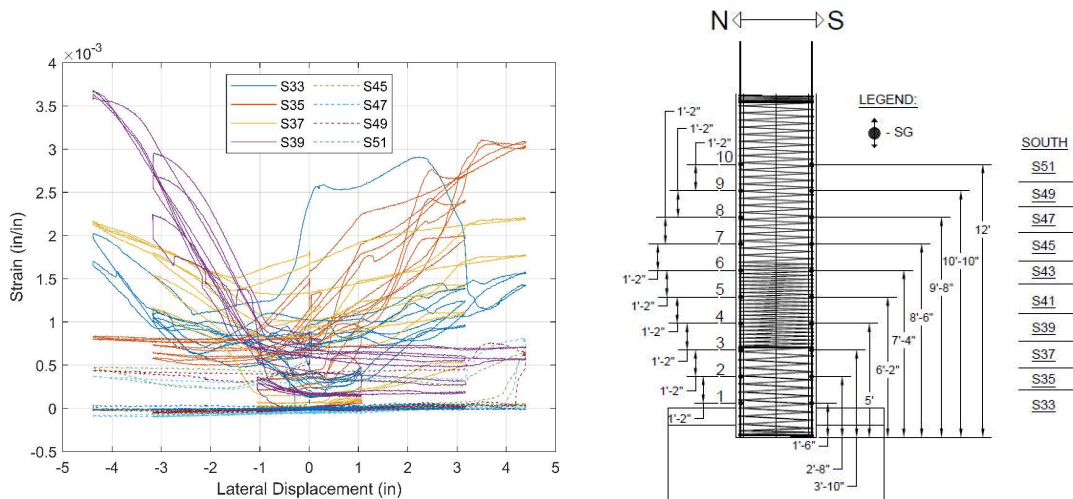 ×10⁻³
4
3.5
3
2.5
2
1.5
1
0.5
0
-0.5
-5 -4 -3 -2 -1 0 1 2 3 4 5
Strain (in/in)
Lateral Displacement (in)
S33 S45
S35 S47
S37 S49
S39 S51
N S
LEGEND:
- SG
1'-2"
1'-2"
1'-2"
10
9
8
7
6
5
4
3
2
1
1'-2"
1'-2"
1'-2"
1'-2"
1'-2"
1'-2"
12'
10'-10"
9'-8"
8'-6"
7'-4"
6'-2"
5'
1'-6"
2'-8"
3'-10"
SOUTH
S51
S49
S47
S45
S43
S41
S39
S37
S35
S33